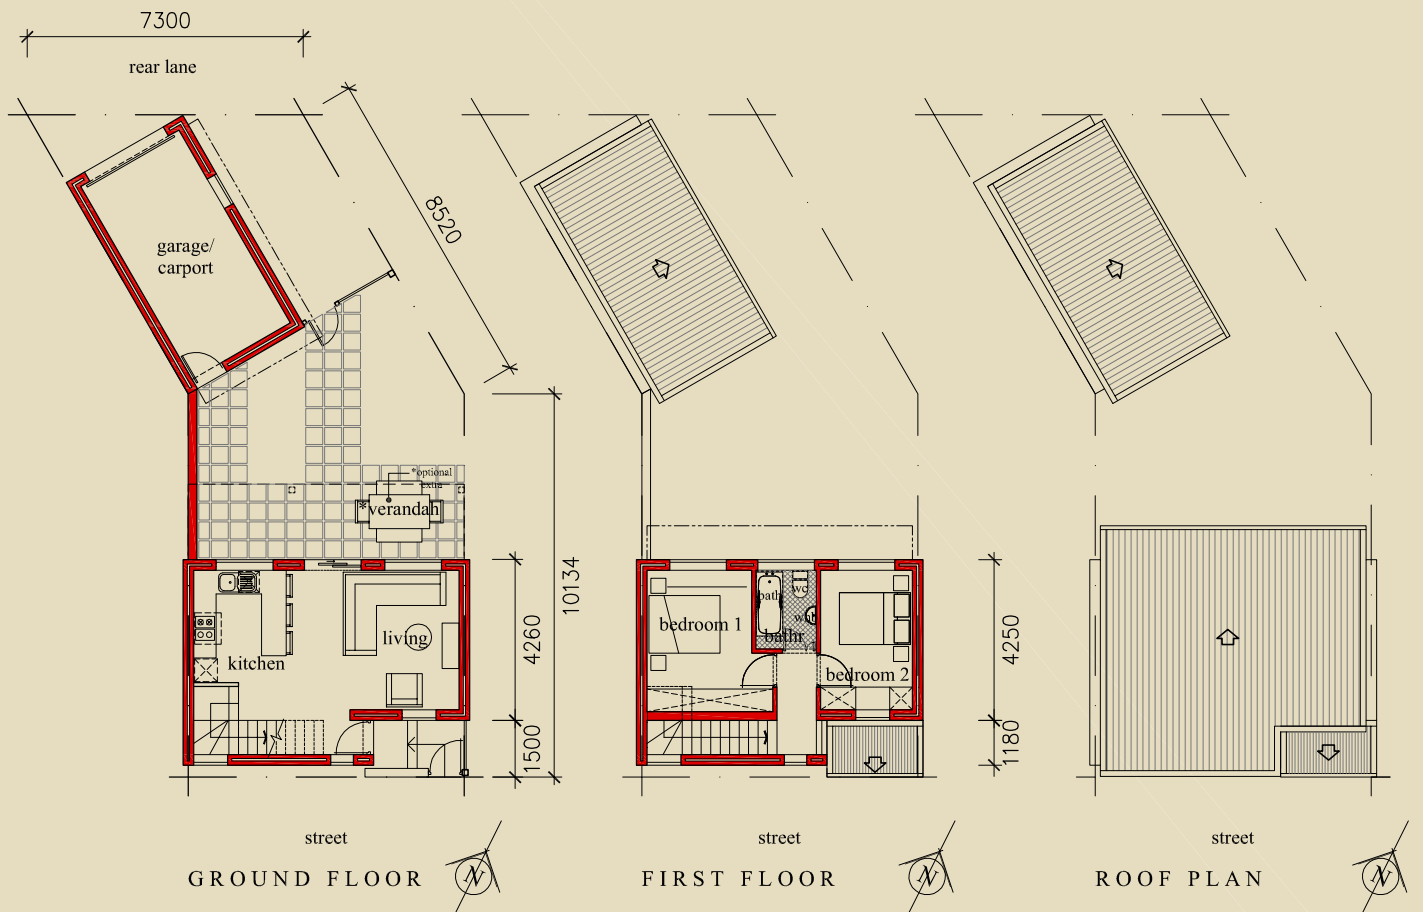 7300
rear lane
8520
garage/
carport
*optional
extra
*verandah
10134
4260
1500
living
kitchen
street
GROUND FLOOR
N
bedroom 1
bath
wc
whb
bathr
bedroom 2
4250
1180
street
FIRST FLOOR
N
street
ROOF PLAN
N